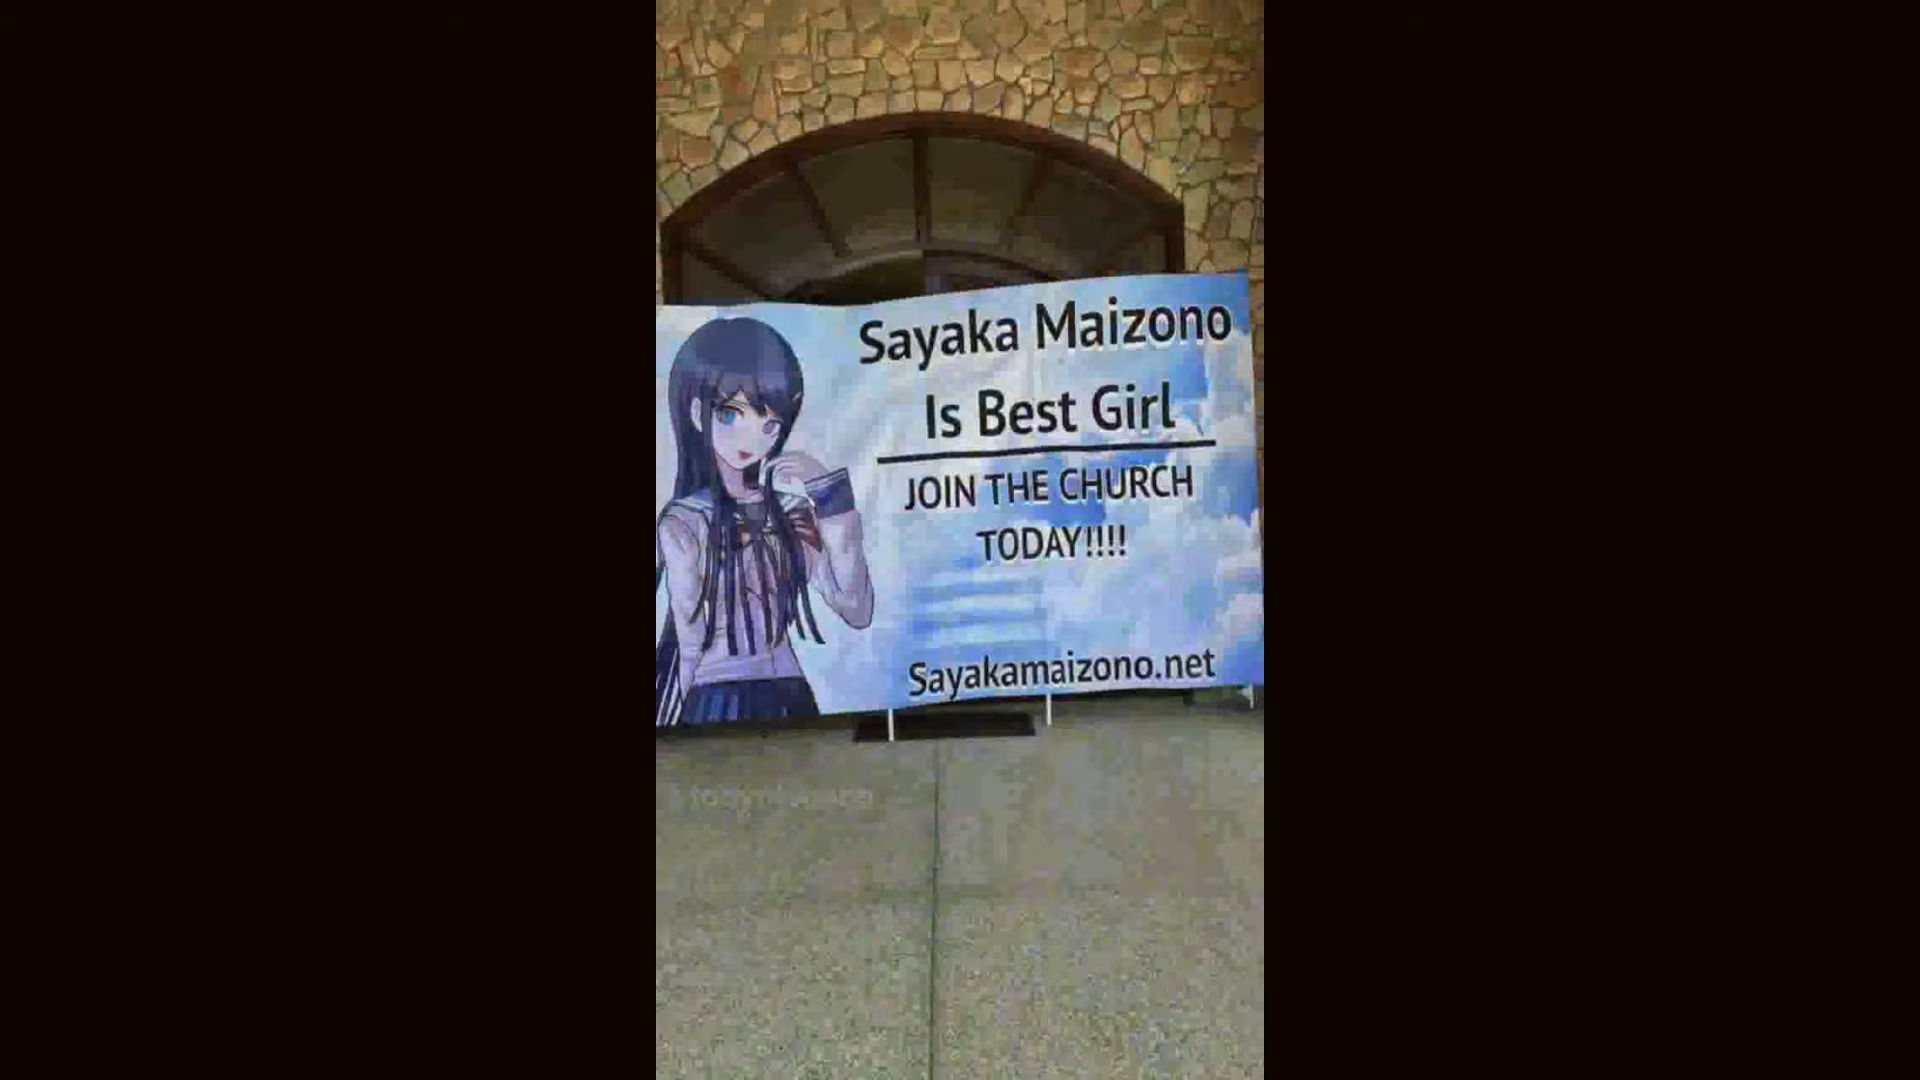 Sayaka Maizono
Is Best Girl
JOIN THE CHURCH
TODAY!!!!
Sayakamaizono.net